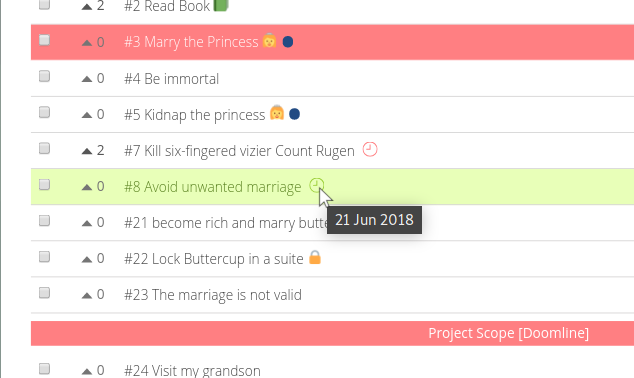 2 #2 Read Book
0 #3 Marry the Princess
0 #4 Be immortal
0 #5 Kidnap the princess
2 #7 Kill six-fingered vizier Count Rugen
0 #8 Avoid unwanted marriage
21 Jun 2018
0 #21 become rich and marry
0 #22 Lock Buttercup in a suite
0 #23 The marriage is not valid
Project Scope [Doomline]
0 #24 Visit my grandson